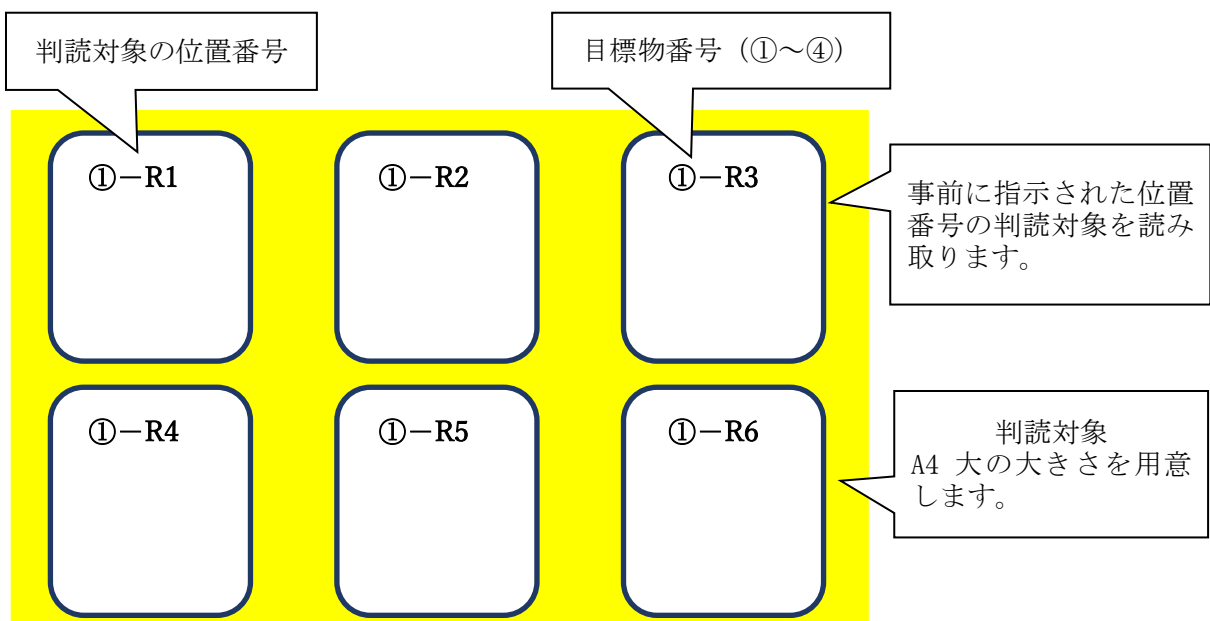 判読対象の位置番号
目標物番号（①～④）
①－R1
①－R2
①－R3
事前に指示された位置
番号の判読対象を読み
取ります。
①－R4
①－R5
①－R6
判読対象
A4 大の大きさを用意
します。